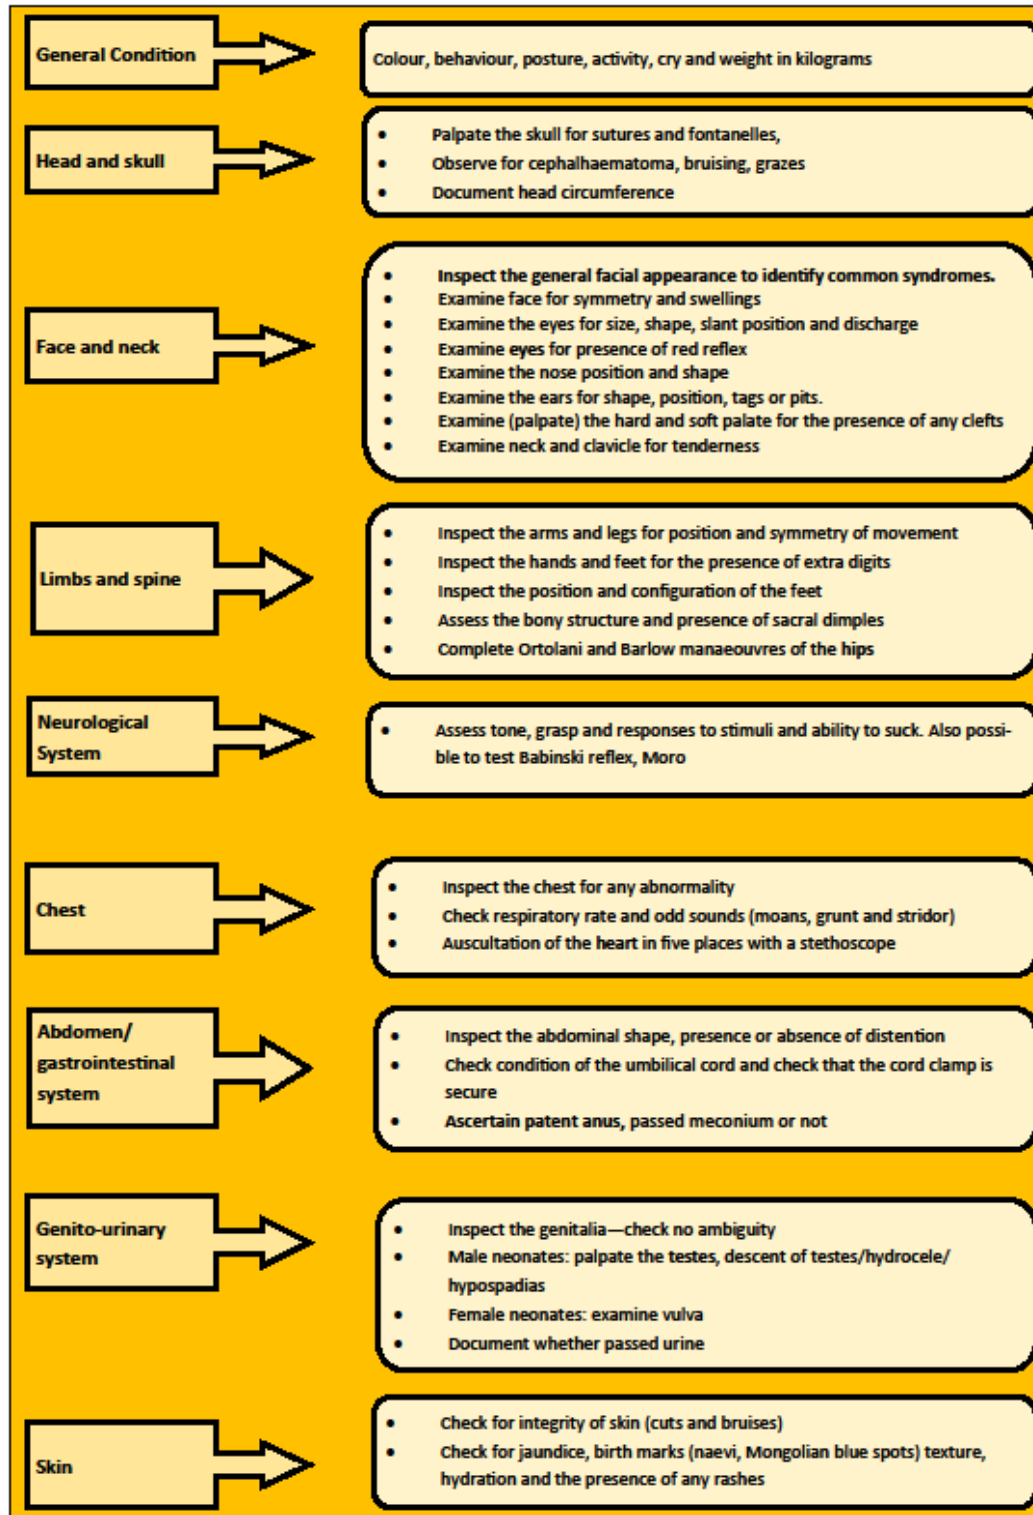 General Condition
Colour, behaviour, posture, activity, cry and weight in kilograms
Head and skull
• Palpate the skull for sutures and fontanelles,
• Observe for cephalhaematoma, bruising, grazes
• Document head circumference
Face and neck
• Inspect the general facial appearance to identify common syndromes.
• Examine face for symmetry and swellings
• Examine the eyes for size, shape, slant position and discharge
• Examine eyes for presence of red reflex
• Examine the nose position and shape
• Examine the ears for shape, position, tags or pits.
• Examine (palpate) the hard and soft palate for the presence of any clefts
• Examine neck and clavicle for tenderness
Limbs and spine
• Inspect the arms and legs for position and symmetry of movement
• Inspect the hands and feet for the presence of extra digits
• Inspect the position and configuration of the feet
• Assess the bony structure and presence of sacral dimples
• Complete Ortolani and Barlow manaeouvres of the hips
Neurological
System
• Assess tone, grasp and responses to stimuli and ability to suck. Also possi-
ble to test Babinski reflex, Moro
Chest
• Inspect the chest for any abnormality
• Check respiratory rate and odd sounds (moans, grunt and stridor)
• Auscultation of the heart in five places with a stethoscope
Abdomen/
gastrointestinal
system
• Inspect the abdominal shape, presence or absence of distention
• Check condition of the umbilical cord and check that the cord clamp is
secure
• Ascertain patent anus, passed meconium or not
Genito-urinary
system
• Inspect the genitalia—check no ambiguity
• Male neonates: palpate the testes, descent of testes/hydrocele/
hypospadias
• Female neonates: examine vulva
• Document whether passed urine
Skin
• Check for integrity of skin (cuts and bruises)
• Check for jaundice, birth marks (naevi, Mongolian blue spots) texture,
hydration and the presence of any rashes